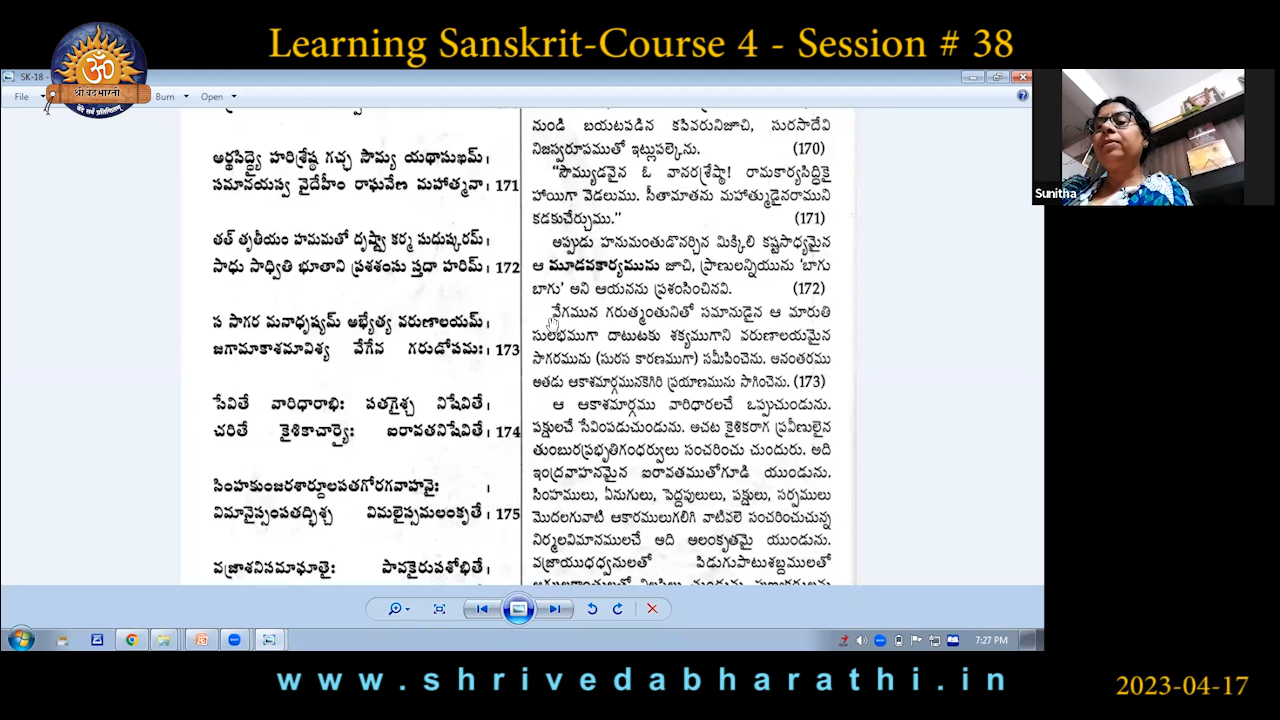 Learning Sanskrit-Course 4 - Session # 38
ॐ
श्रीवेदभारती
SK-18 -
File
Burn
Open
Sunitha
అర్థసిద్ధ్యై హరిశ్రేష్ఠ గచ్ఛ సౌమ్య యథాసుఖమ్।
సమానయస్వ వైదేహీం రాఘవేణ మహాత్మనా 171
తత్ తృతీయం హనుమతో దృష్ట్వా కర్మ సుదుష్కరమ్।
సాధు సాధ్వితి భూతాని ప్రశశంసు స్తదా హరిమ్ 172
స సాగర మనాధృష్యమ్ అభ్యేత్య వరుణాలయమ్
జగామాకాశమావిశ్య వేగేన గరుడోపమః 173
సేవితే వారిధారాభిః పతగైశ్చ నిషేవితే।
చరితే కైశికాచార్యైః ఐరావతనిషేవితే। 174
సింహకుంజరశార్దూలపతగోరగవాహనైః ।
విమానైస్సంపతద్భిశ్చ విమలైస్సమలంకృతే। 175
వజ్రాశనిసమాఘాతైః పావకైరుపశోభితే
నుండి బయటపడిన కపివరునిజూచి, సురసాదేవి
నిజస్వరూపముతో ఇట్లుపల్కెను. (170)
"సౌమ్యుడవైన ఓ వానరశ్రేష్ఠా! రామకార్యసిద్ధికై
హాయిగా వెడలుము. సీతామాతను మహాత్ముడైనరాముని
కడకుచేర్చుము." (171)
అప్పుడు హనుమంతుడొనర్చిన మిక్కిలి కష్టసాధ్యమైన
ఆ మూడవకార్యమును జూచి, ప్రాణులన్నియును 'బాగు
బాగు' అని ఆయనను ప్రశంసించినవి. (172)
వేగమున గరుత్మంతునితో సమానుడైన ఆ మారుతి
సులభముగా దాటుటకు శక్యముగాని వరుణాలయమైన
సాగరమును (సురస కారణముగా) సమీపించెను. అనంతరము
అతడు ఆకాశమార్గమునకెగిరి ప్రయాణమును సాగించెను. (173)
ఆ ఆకాశమార్గము వారిధారలచే ఒప్పుచుండును.
పక్షులచే సేవింపడుచుండును. అచట కైశికరాగ ప్రవీణులైన
తుంబురప్రభృతిగంధర్వులు సంచరించు చుందురు. అది
ఇంద్రవాహనమైన ఐరావతముతోగూడి యుండును.
సింహములు, ఏనుగులు, పెద్దపులులు, పక్షులు, సర్పములు
మొదలగువాటి ఆకారములుగలిగి వాటివలె సంచరించుచున్న
నిర్మలవిమానములచే అది అలంకృతమై యుండును.
వజ్రాయుధధ్వనులతో పిడుగుపాటుశబ్దములతో
7:27 PM
www.shrivedabharathi.in
2023-04-17